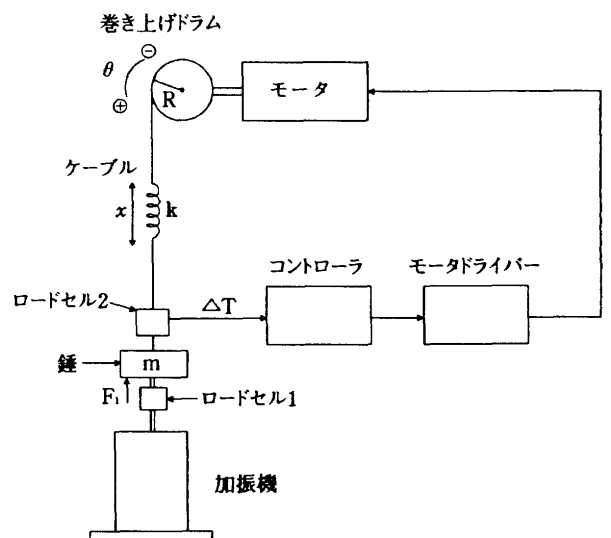 巻き上げドラム
⊖
θ
⊕
R
モータ
ケーブル
x
k
コントローラ
モータドライバー
ロードセル2
△T
錘
m
F₁
ロードセル1
加振機